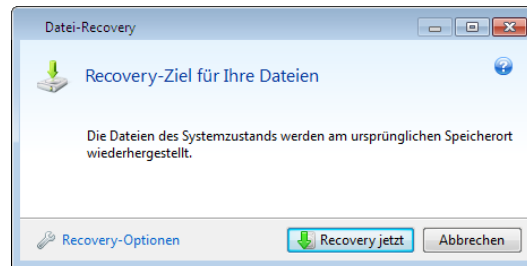 Datei-Recovery
Recovery-Ziel für Ihre Dateien
Die Dateien des Systemzustands werden am ursprünglichen Speicherort
wiederhergestellt.
Recovery-Optionen
Recovery jetzt
Abbrechen